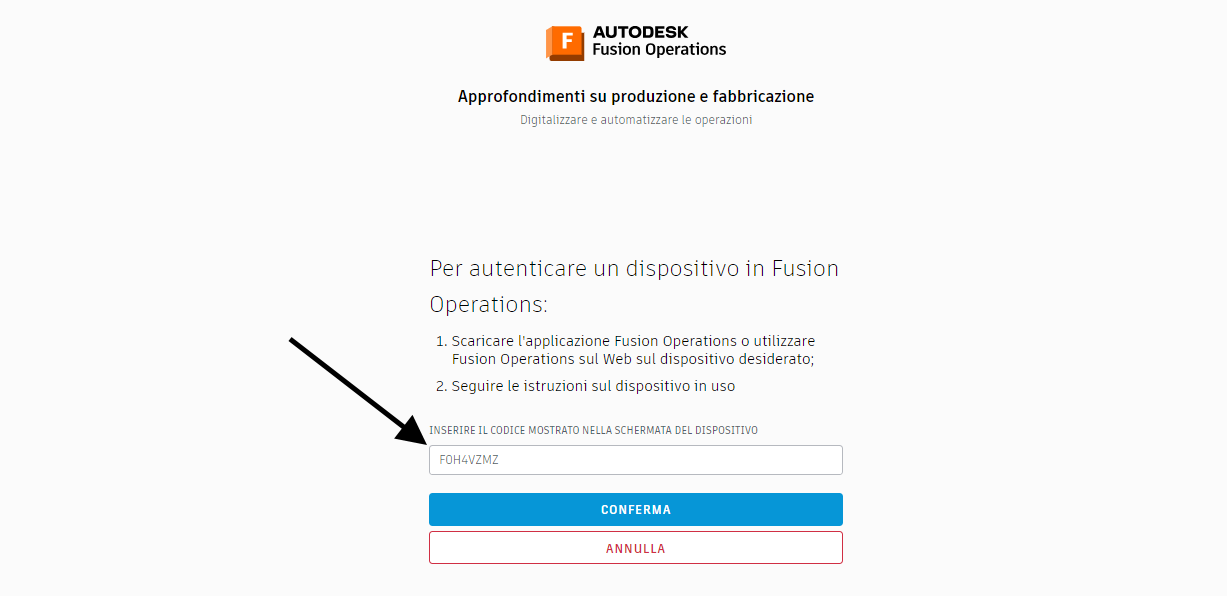 F
AUTODESK
Fusion Operations
Approfondimenti su produzione e fabbricazione
Digitalizzare e automatizzare le operazioni
Per autenticare un dispositivo in Fusion
Operations:
1. Scaricare l'applicazione Fusion Operations o utilizzare
Fusion Operations sul Web sul dispositivo desiderato;
2. Seguire le istruzioni sul dispositivo in uso
INSERIRE IL CODICE MOSTRATO NELLA SCHERMATA DEL DISPOSITIVO
F0H4VZMZ
CONFERMA
ANNULLA